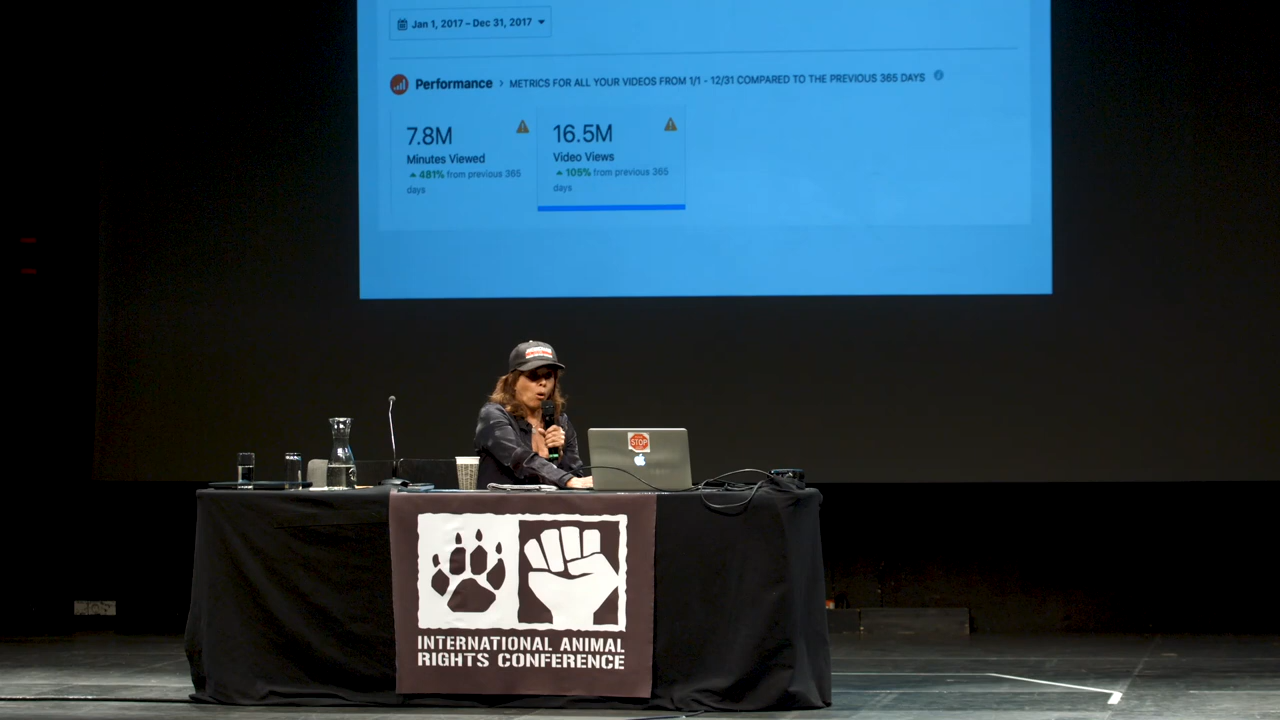 Jan 1, 2017 – Dec 31, 2017
Performance > METRICS FOR ALL YOUR VIDEOS FROM 1/1 - 12/31 COMPARED TO THE PREVIOUS 365 DAYS
7.8M
Minutes Viewed
481% from previous 365
days
16.5M
Video Views
105% from previous 365
days
STOP
INTERNATIONAL ANIMAL
RIGHTS CONFERENCE